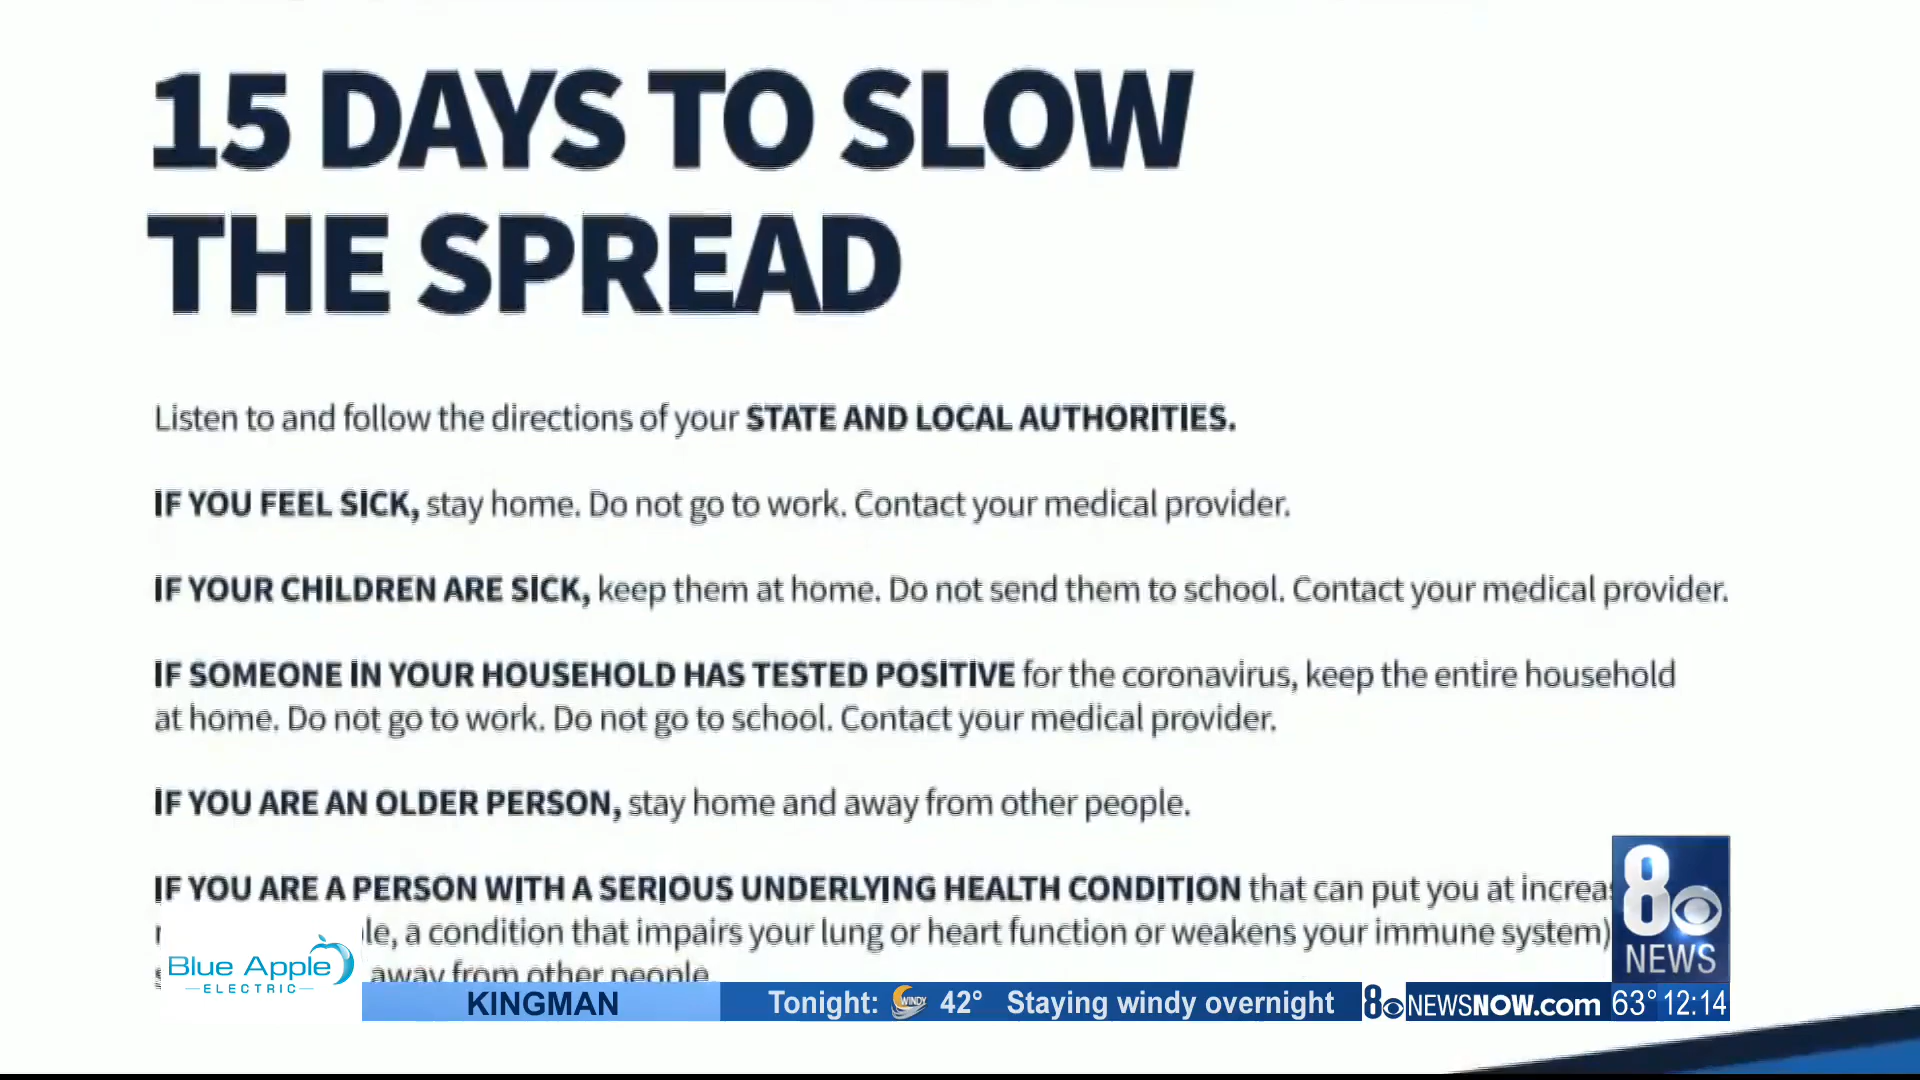 15 DAYS TO SLOW
THE SPREAD
Listen to and follow the directions of your STATE AND LOCAL AUTHORITIES.
IF YOU FEEL SICK, stay home. Do not go to work. Contact your medical provider.
IF YOUR CHILDREN ARE SICK, keep them at home. Do not send them to school. Contact your medical provider.
IF SOMEONE IN YOUR HOUSEHOLD HAS TESTED POSITIVE for the coronavirus, keep the entire household
at home. Do not go to work. Do not go to school. Contact your medical provider.
IF YOU ARE AN OLDER PERSON, stay home and away from other people.
IF YOU ARE A PERSON WITH A SERIOUS UNDERLYING HEALTH CONDITION that can put you at
a condition that impairs your lung or heart function or weakens your immune system)
away from other people
8 NEWS
Blue Apple
ELECTRIC
KINGMAN Tonight: WINDY 42° Staying windy overnight 8 NEWSNOW.com 63° 12:14